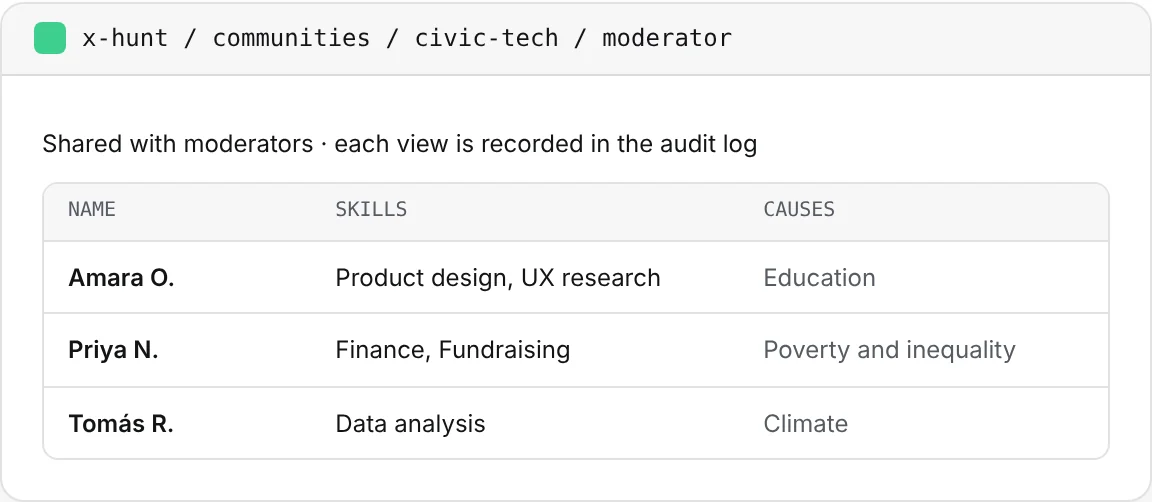 x-hunt / communities / civic-tech / moderator
Shared with moderators · each view is recorded in the audit log
NAME SKILLS CAUSES
Amara O. Product design, UX research Education
Priya N. Finance, Fundraising Poverty and inequality
Tomás R. Data analysis Climate